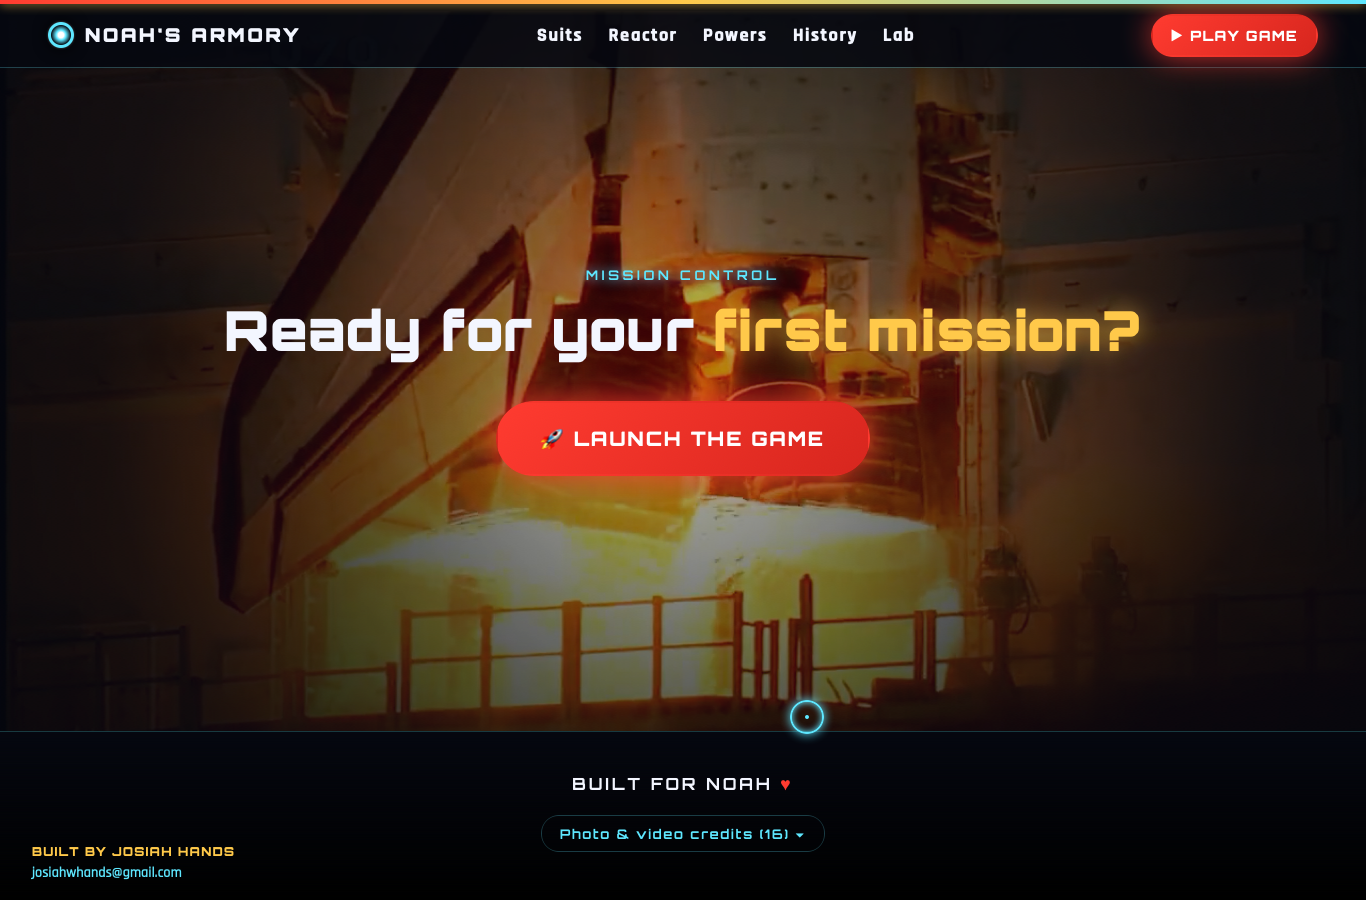 NOAH'S ARMORY
Suits Reactor Powers History Lab
▶ PLAY GAME
MISSION CONTROL
Ready for your first mission?
🚀 LAUNCH THE GAME
BUILT FOR NOAH ♥
Photo & video credits (16) ▾
BUILT BY JOSIAH HANDS
josiahwhands@gmail.com